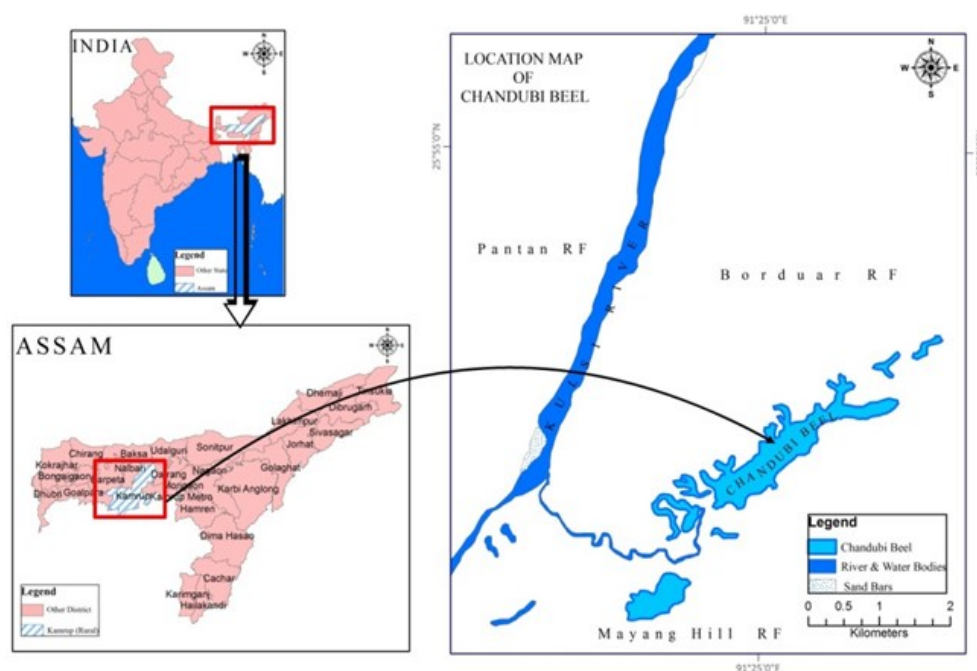 INDIA
N
W E
S
Legend
Other State
Assam
ASSAM
N
W E
S
Dhemaji
Tinsukia
Dibrugarh
Lakhimpur
Sivasagar
Jorhat
Sonitpur
Golaghat
Udalguri
Chirang
Baksa
Kokrajhar
Nalbari
Darrang
Nagaon
Bongaigaon
Barpeta
Morigaon
Karbi Anglong
Dhubri
Goalpara
Kamrup
Kamrup Metro
Hamren
Dima Hasao
Cachar
Karimganj
Hailakandi
Legend
Other District
Kamrup (Rural)
91°25'0"E
LOCATION MAP
OF
CHANDUBI BEEL
N
W E
S
25°55'0"N
Pantan RF
KULSI RIVER
Borduar RF
CHANDUBI BEEL
Mayang Hill RF
Legend
Chandubi Beel
River & Water Bodies
Sand Bars
0 0.5 1 2
Kilometers
91°25'0"E